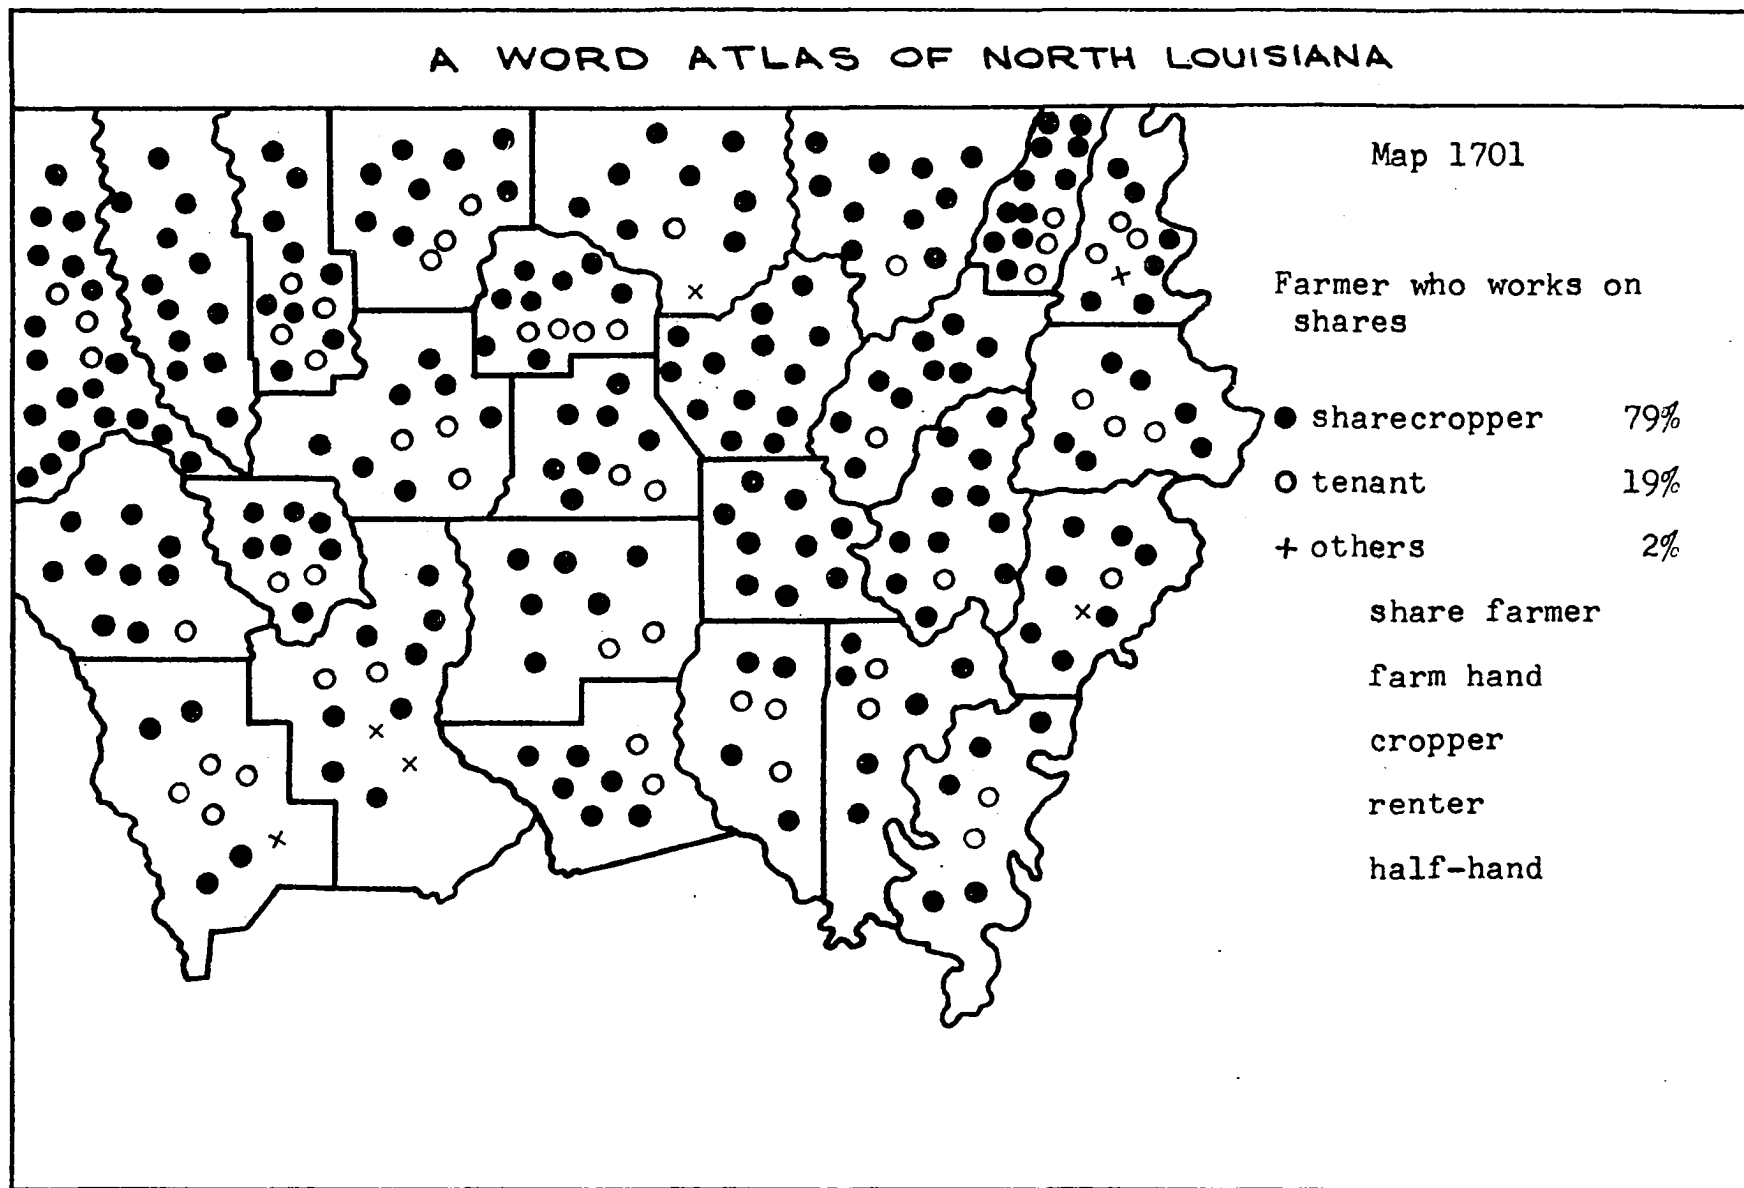 A WORD ATLAS OF NORTH LOUISIANA
Map 1701
Farmer who works on
shares
● sharecropper 79%
o tenant 19%
+ others 2%
share farmer
farm hand
cropper
renter
half-hand